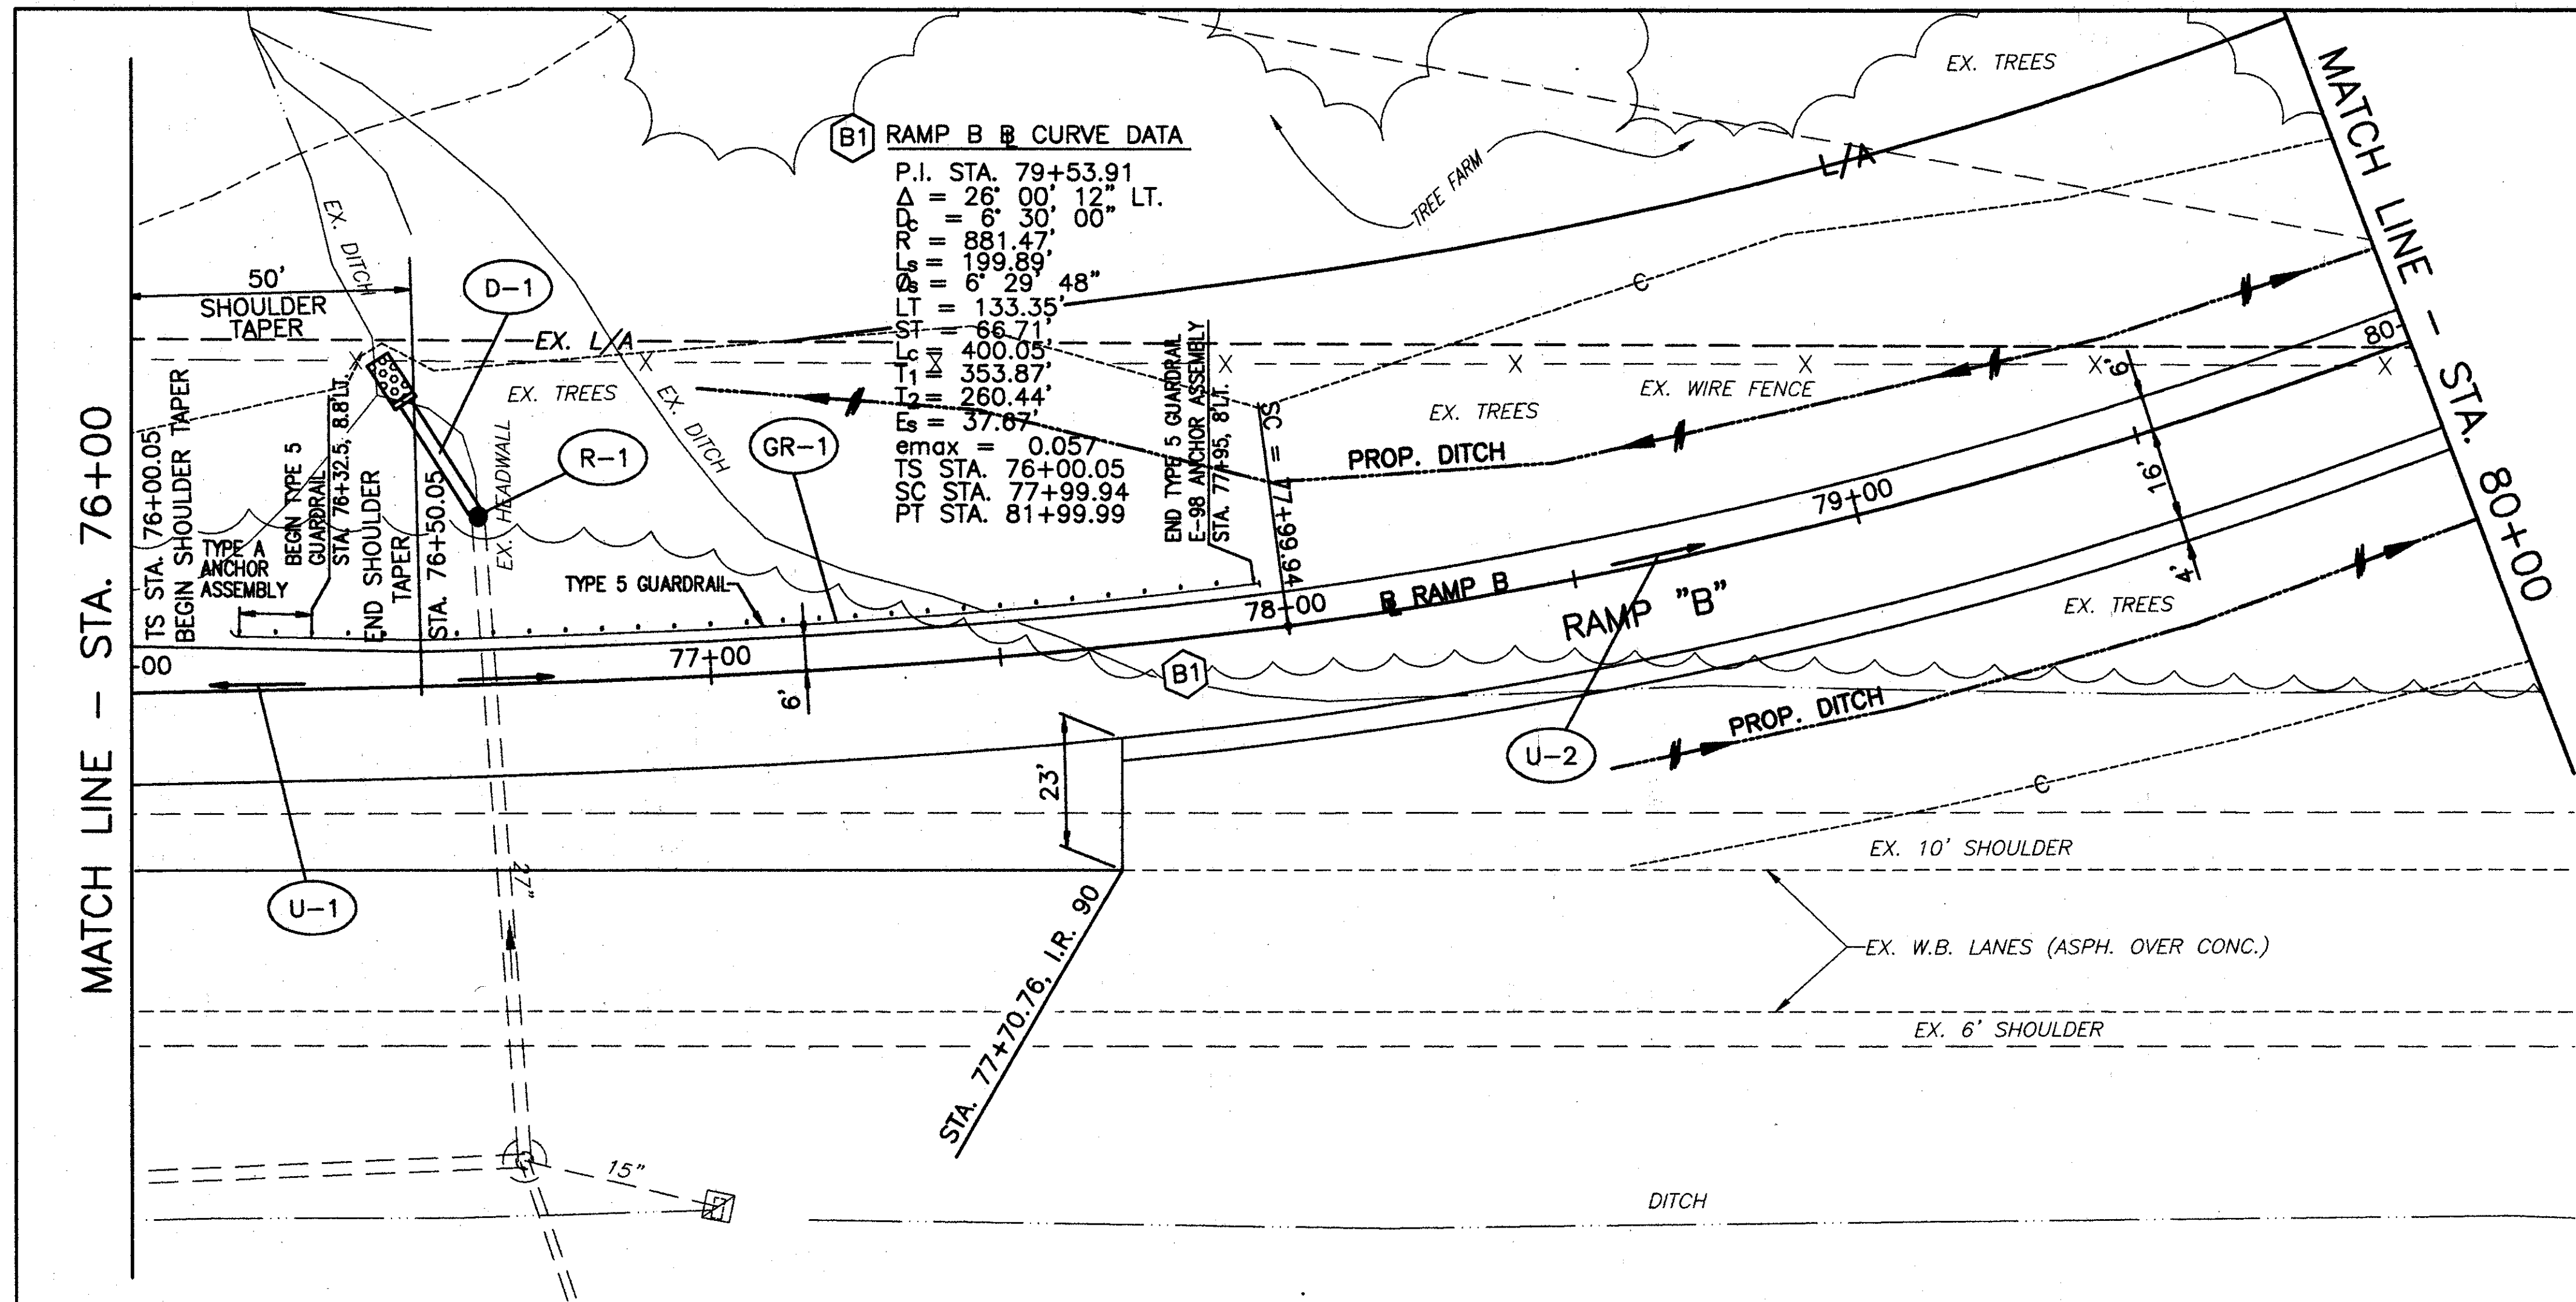 MATCH LINE - STA. 76+00
50'
SHOULDER
TAPER
EX. DITCH
D-1
EX. L/A
EX. TREES
TS STA. 76+00.05
BEGIN SHOULDER TAPER
TYPE A
ANCHOR
ASSEMBLY
BEGIN TYPE 5
GUARDRAIL
STA. 76+32.5, 8.8'LT.
END SHOULDER
TAPER
STA. 76+50.05
EX. HEADWALL
R-1
EX. DITCH
GR-1
TYPE 5 GUARDRAIL
B1 RAMP B BL CURVE DATA
P.I. STA. 79+53.91
Δ = 26° 00' 12" LT.
Dc = 6° 30' 00"
R = 881.47'
Ls = 199.89'
Øs = 6° 29' 48"
LT = 133.35'
ST = 66.71'
Lc = 400.05'
T1 = 353.87'
T2 = 260.44'
Es = 37.67'
emax = 0.057
TS STA. 76+00.05
SC STA. 77+99.94
PT STA. 81+99.99
END TYPE 5 GUARDRAIL
E-98 ANCHOR ASSEMBLY
STA. 77+95, 8'LT.
SC = 77+99.94
TREE FARM
EX. TREES
L/A
C
X X X X X X X X
EX. WIRE FENCE
EX. TREES
PROP. DITCH
MATCH LINE - STA. 80+00
80
6'
16'
4'
79+00
78+00
BL RAMP B
RAMP "B"
EX. TREES
-00
77+00
6'
B1
U-2
PROP. DITCH
C
23'
U-1
27"
STA. 77+70.76, I.R. 90
EX. 10' SHOULDER
EX. W.B. LANES (ASPH. OVER CONC.)
EX. 6' SHOULDER
15"
DITCH